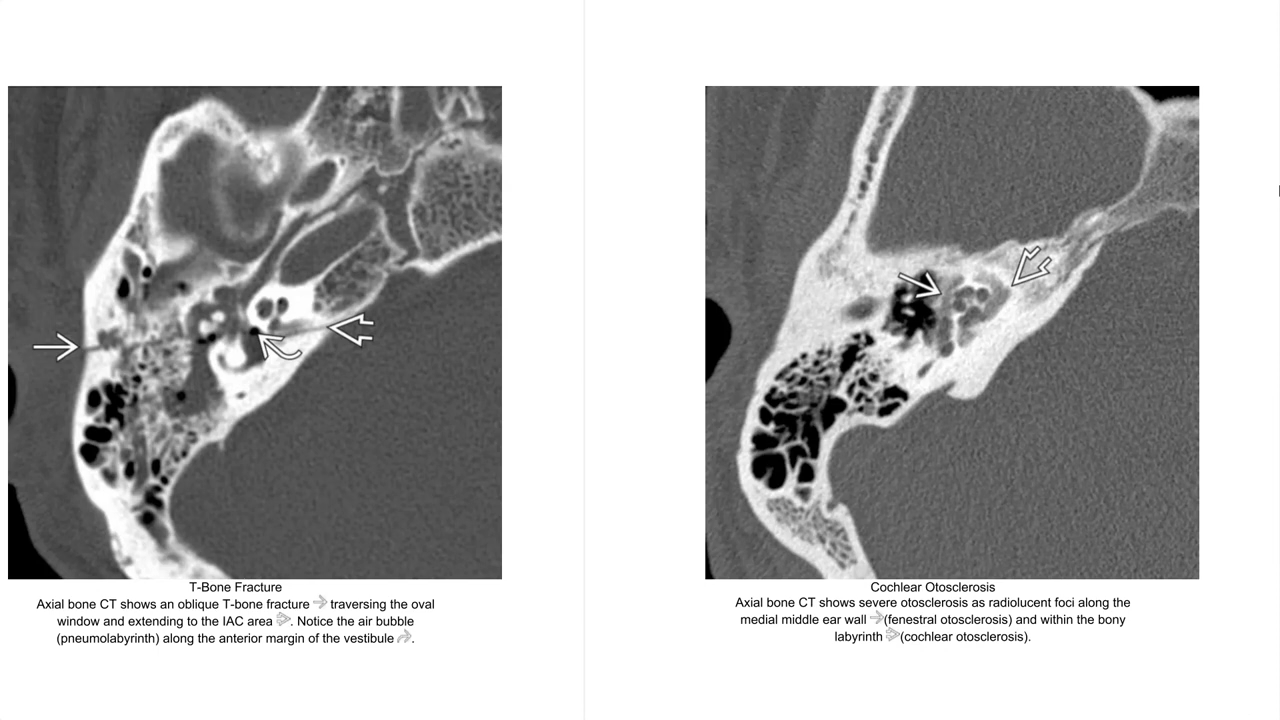 T-Bone Fracture
Axial bone CT shows an oblique T-bone fracture traversing the oval
window and extending to the IAC area . Notice the air bubble
(pneumolabyrinth) along the anterior margin of the vestibule .
Cochlear Otosclerosis
Axial bone CT shows severe otosclerosis as radiolucent foci along the
medial middle ear wall (fenestral otosclerosis) and within the bony
labyrinth (cochlear otosclerosis).